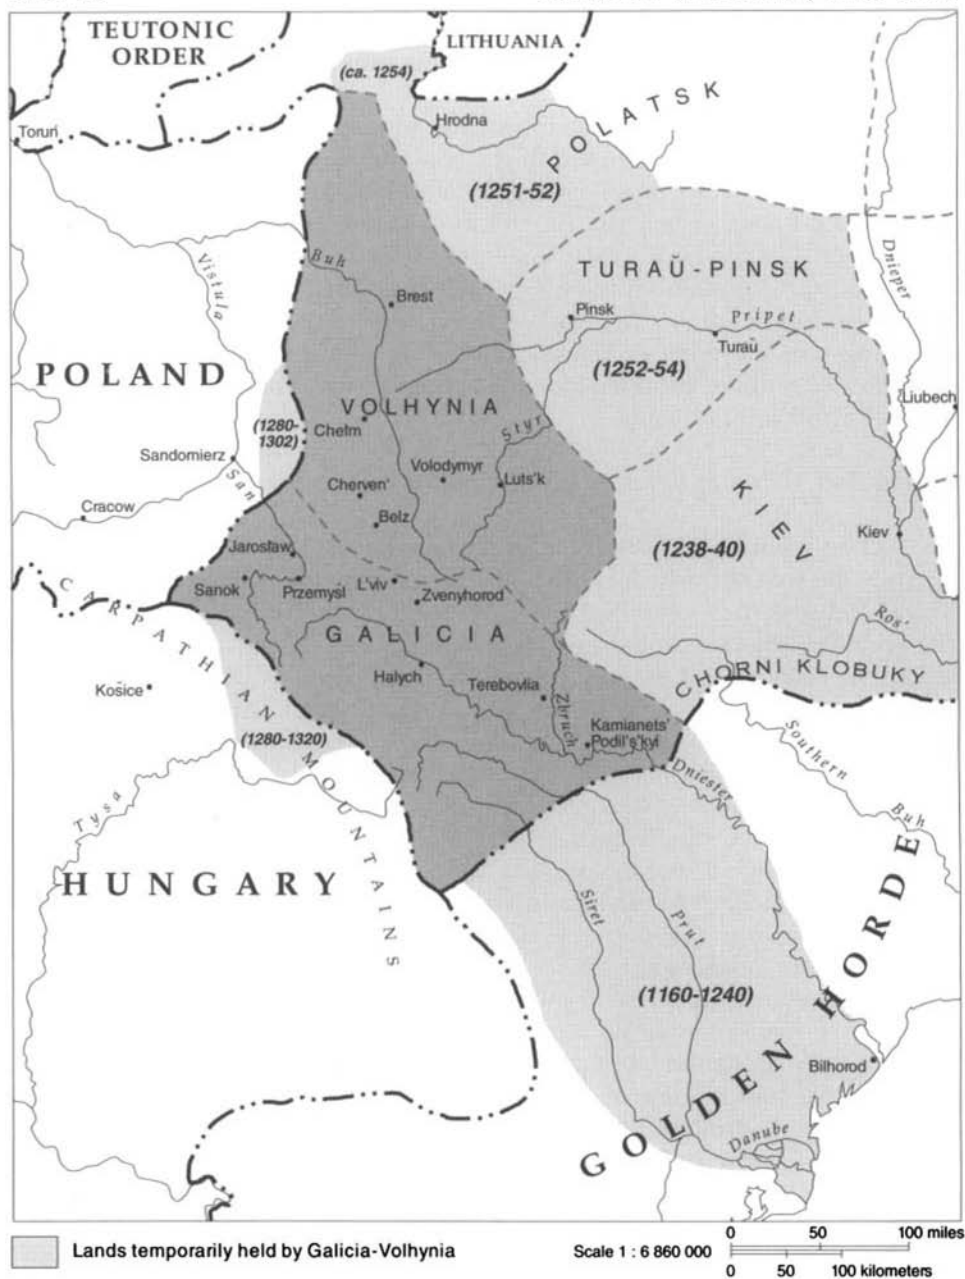 TEUTONIC
ORDER
LITHUANIA
(ca. 1254)
Toruń
Hrodna
POLATSK
(1251-52)
Vistula
Buh
Dnieper
TURAŬ-PINSK
Brest
Pinsk
Pripet
Turaŭ
POLAND
(1252-54)
VOLHYNIA
Liubech
(1280-
1302)
Chełm
Styr
Sandomierz
San
Volodymyr
Luts'k
Cherven'
KIEV
Cracow
Belz
Kiev
Jarosław
(1238-40)
Sanok
Przemyśl
L'viv
Zvenyhorod
CARPATHIAN MOUNTAINS
GALICIA
Ros'
Halych
CHORNI KLOBUKY
Košice
Terebovlia
Zbruch
Kamianets'
Podil's'kyi
(1280-1320)
Southern Buh
Dniester
Tysa
HUNGARY
Siret
Prut
GOLDEN HORDE
(1160-1240)
Bilhorod
Danube
Lands temporarily held by Galicia-Volhynia
Scale 1 : 6 860 000
0 50 100 miles
0 50 100 kilometers